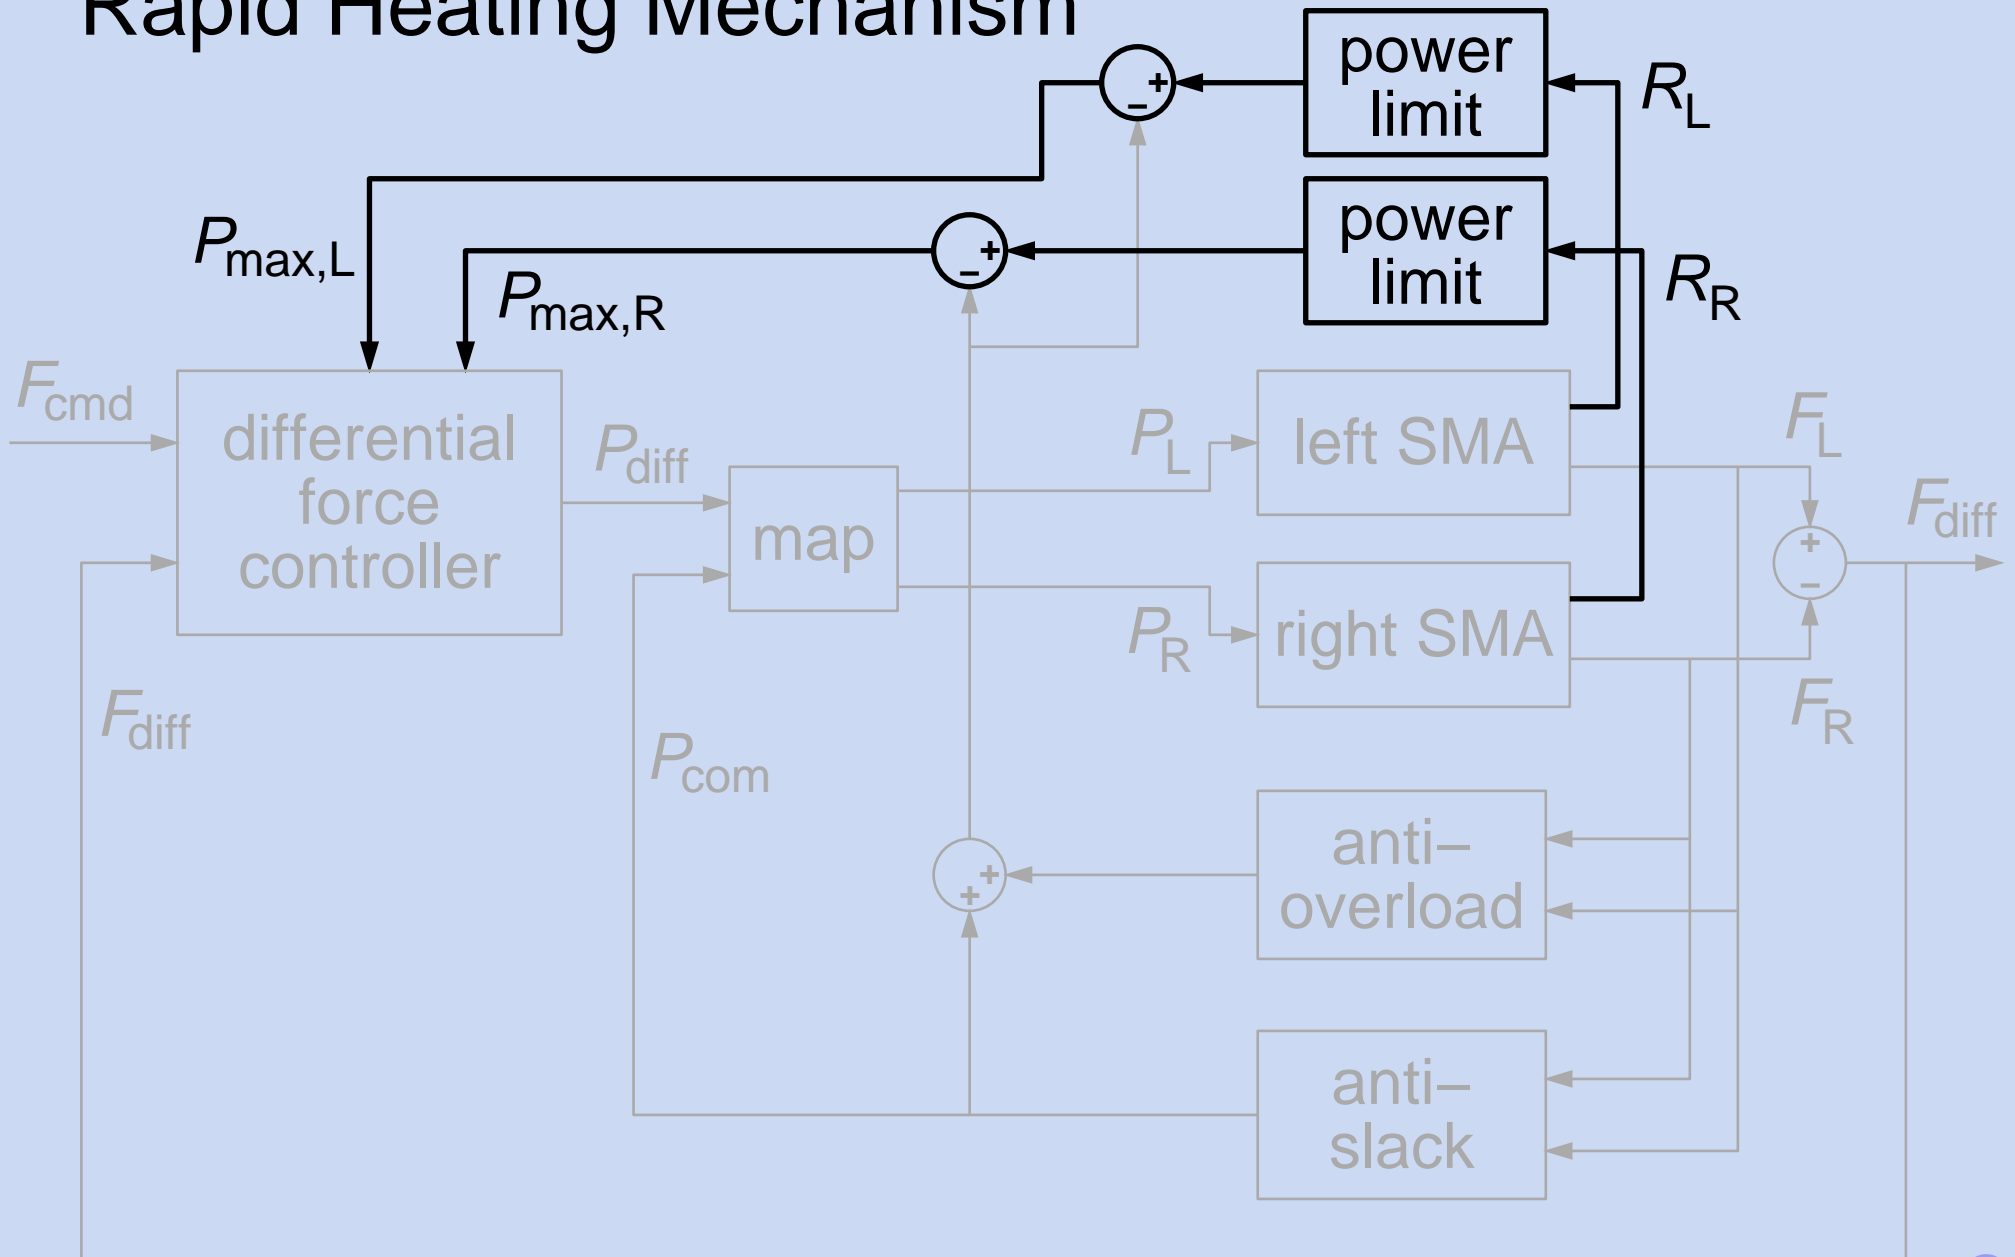 Rapid Heating Mechanism
power
limit
R_L
+
−
power
limit
R_R
+
−
P_max,L
P_max,R
F_cmd
differential
force
controller
P_diff
map
P_L
left SMA
F_L
F_diff
+
−
P_R
right SMA
F_R
F_diff
P_com
anti–
overload
+
+
anti–
slack